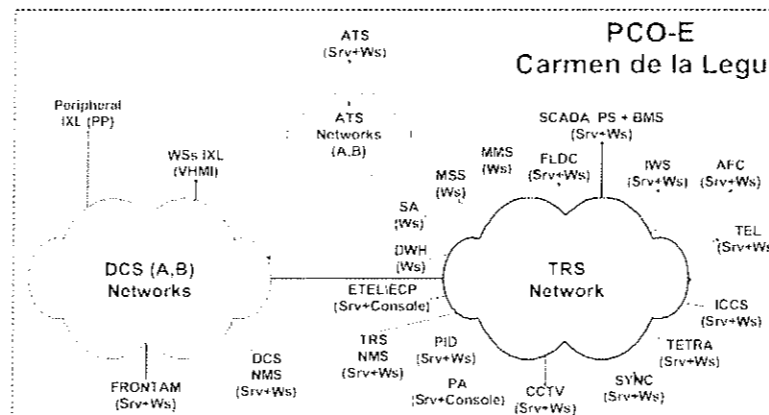 PCO-E
Carmen de la Legu
ATS
(Srv+Ws)
ATS
Networks
(A,B)
Peripheral
IXL (PP)
WSs IXL
(VHMI)
SCADA PS + BMS
(Srv+Ws)
MMS
(Ws)
FLDC
(Srv+Ws)
IWS
(Srv+Ws)
AFC
(Srv+Ws)
MSS
(Ws)
SA
(Ws)
TEL
(Srv+Ws
DWH
(Ws)
DCS (A,B)
Networks
TRS
Network
ETEL/ECP
(Srv+Console)
ICCS
(Srv+Ws)
TRS
NMS
(Srv+Ws)
PID
(Srv+Ws)
TETRA
(Srv+Ws)
DCS
NMS
(Srv+Ws)
FRONTAM
(Srv+Ws)
PA
(Srv+Console)
CCTV
(Srv+Ws)
SYNC
(Srv+Ws)